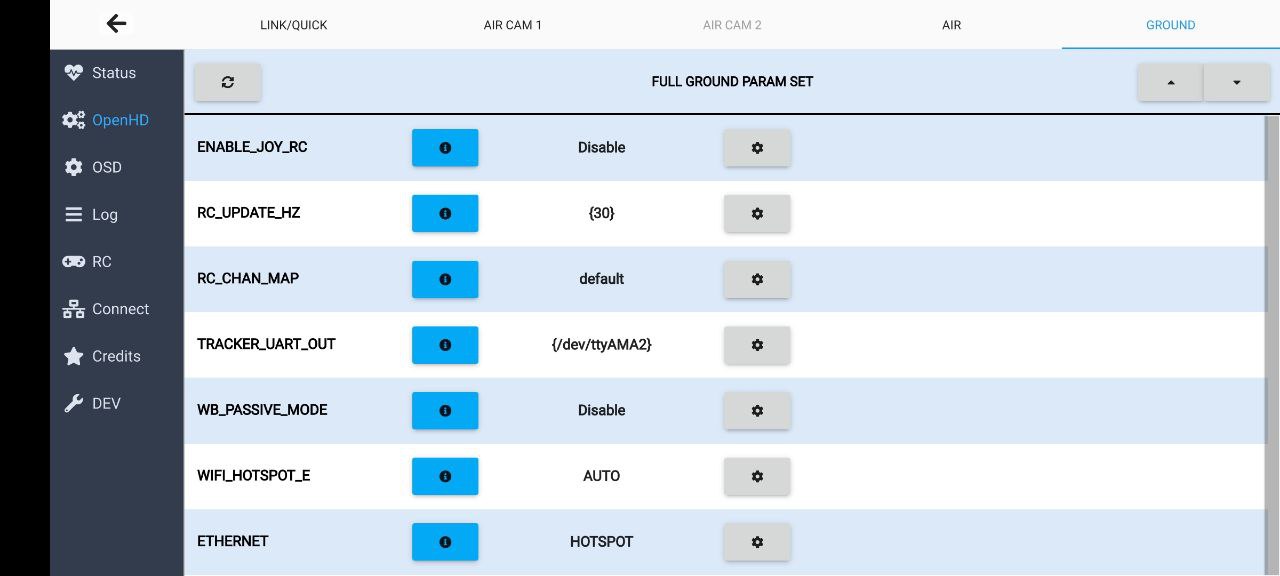 LINK/QUICK
AIR CAM 1
AIR CAM 2
AIR
GROUND
Status
OpenHD
OSD
Log
RC
Connect
Credits
DEV
FULL GROUND PARAM SET
ENABLE_JOY_RC Disable
RC_UPDATE_HZ {30}
RC_CHAN_MAP default
TRACKER_UART_OUT {/dev/ttyAMA2}
WB_PASSIVE_MODE Disable
WIFI_HOTSPOT_E AUTO
ETHERNET HOTSPOT